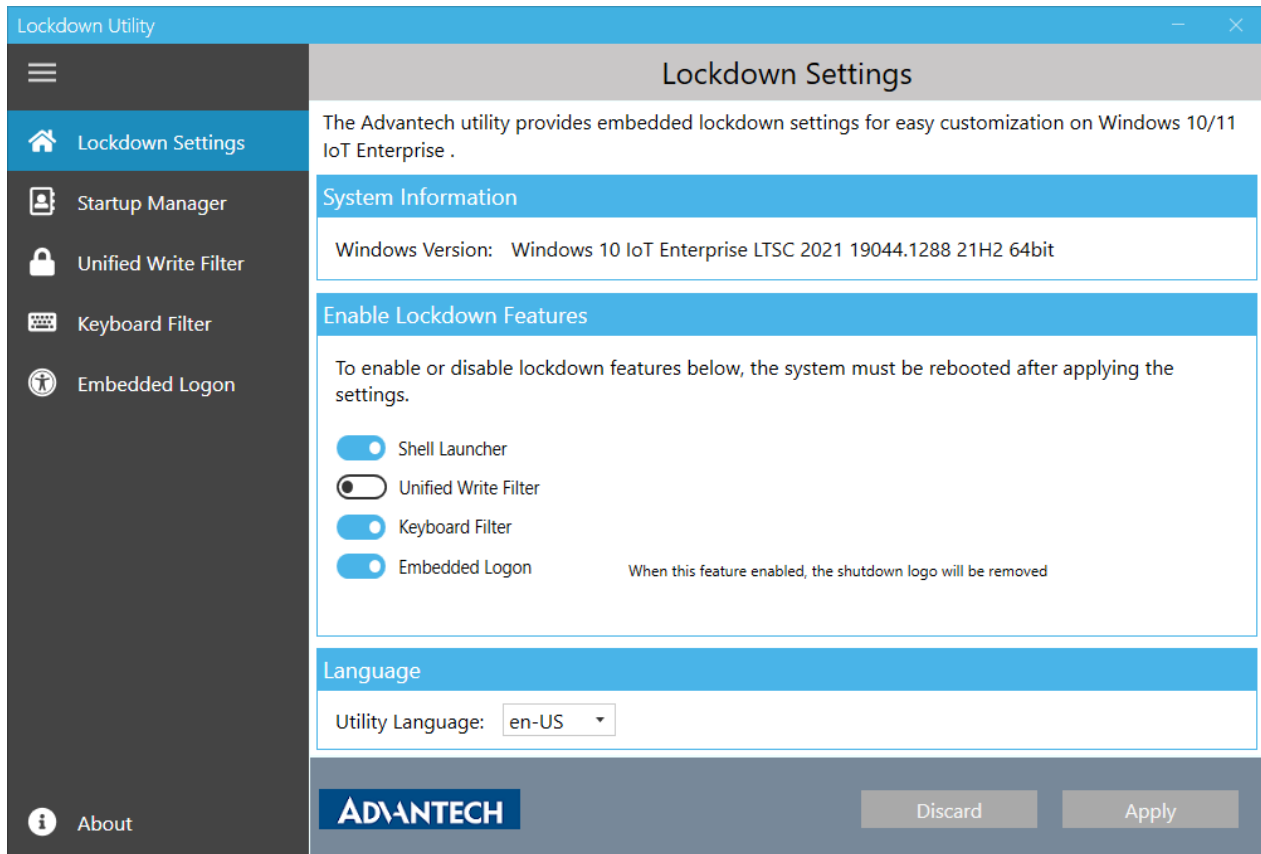 Lockdown Utility
Lockdown Settings
Startup Manager
Unified Write Filter
Keyboard Filter
Embedded Logon
About
Lockdown Settings
The Advantech utility provides embedded lockdown settings for easy customization on Windows 10/11
IoT Enterprise .
System Information
Windows Version: Windows 10 IoT Enterprise LTSC 2021 19044.1288 21H2 64bit
Enable Lockdown Features
To enable or disable lockdown features below, the system must be rebooted after applying the
settings.
Shell Launcher
Unified Write Filter
Keyboard Filter
Embedded Logon When this feature enabled, the shutdown logo will be removed
Language
Utility Language: en-US
ADVANTECH
Discard Apply